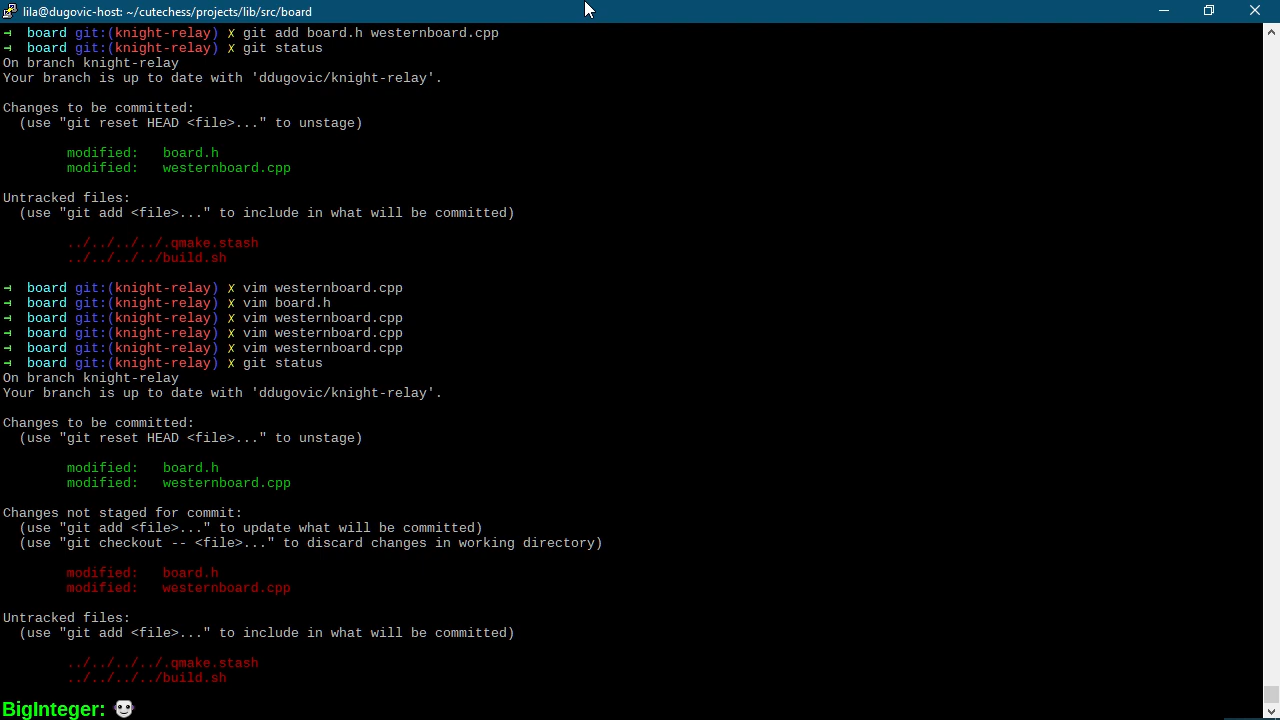 lila@dugovic-host: ~/cutechess/projects/lib/src/board
→ board git:(knight-relay) ✗ git add board.h westernboard.cpp
→ board git:(knight-relay) ✗ git status
On branch knight-relay
Your branch is up to date with 'ddugovic/knight-relay'.
Changes to be committed:
(use "git reset HEAD <file>..." to unstage)
modified: board.h
modified: westernboard.cpp
Untracked files:
(use "git add <file>..." to include in what will be committed)
../../../../.qmake.stash
../../../../build.sh
→ board git:(knight-relay) ✗ vim westernboard.cpp
→ board git:(knight-relay) ✗ vim board.h
→ board git:(knight-relay) ✗ vim westernboard.cpp
→ board git:(knight-relay) ✗ vim westernboard.cpp
→ board git:(knight-relay) ✗ vim westernboard.cpp
→ board git:(knight-relay) ✗ git status
On branch knight-relay
Your branch is up to date with 'ddugovic/knight-relay'.
Changes to be committed:
(use "git reset HEAD <file>..." to unstage)
modified: board.h
modified: westernboard.cpp
Changes not staged for commit:
(use "git add <file>..." to update what will be committed)
(use "git checkout -- <file>..." to discard changes in working directory)
modified: board.h
modified: westernboard.cpp
Untracked files:
(use "git add <file>..." to include in what will be committed)
../../../../.qmake.stash
../../../../build.sh
BigInteger: